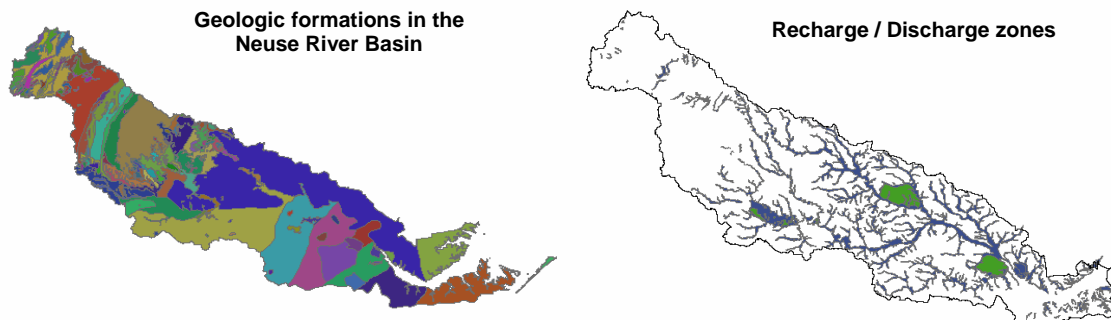 Geologic formations in the
Neuse River Basin
Recharge / Discharge zones